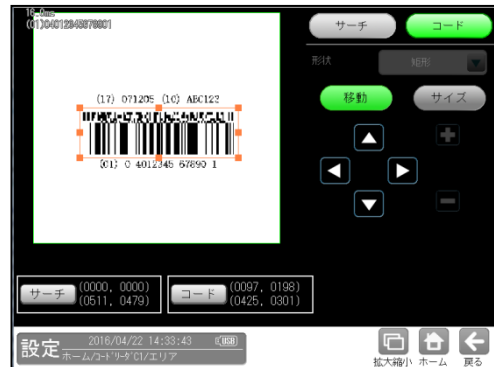 16.0ms
(01)04012345678901
サーチ
コード
形状
矩形
移動
サイズ
(17) 071205 (10) ABC123
(01) 0 4012345 67890 1
サーチ
(0000, 0000)
(0511, 0479)
コード
(0097, 0198)
(0425, 0301)
設定
2016/04/22 14:33:43
USB
ホーム/コードリーダC1/エリア
拡大縮小
ホーム
戻る